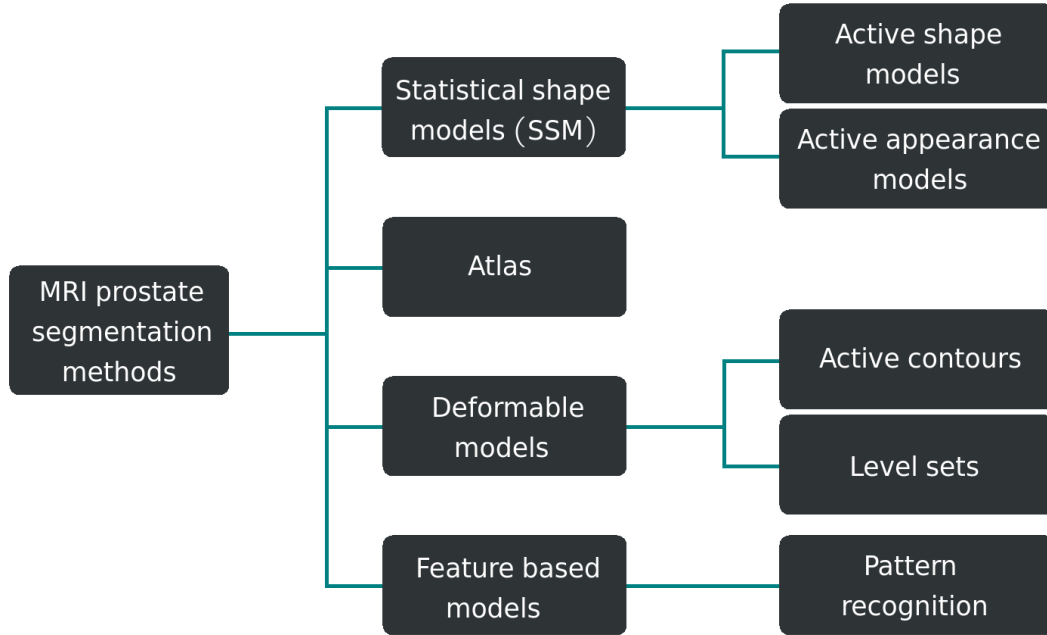 MRI prostate
segmentation
methods
Statistical shape
models (SSM)
Active shape
models
Active appearance
models
Atlas
Deformable
models
Active contours
Level sets
Feature based
models
Pattern
recognition